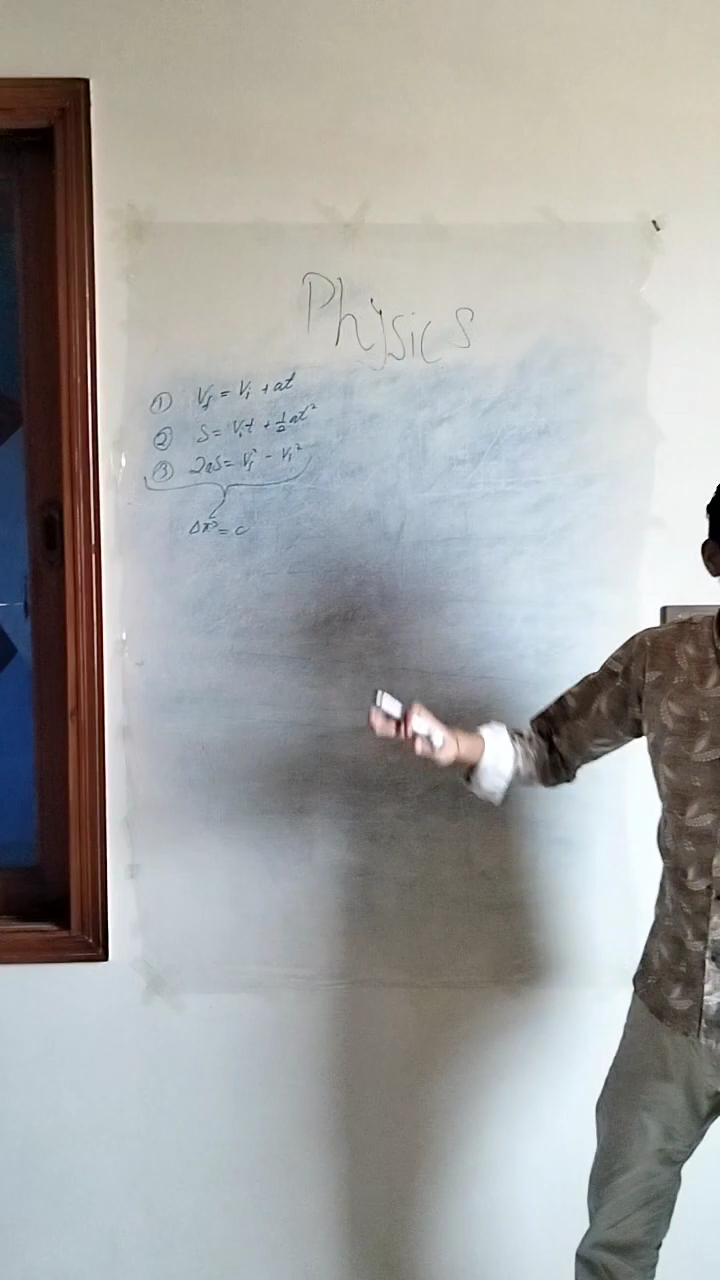 Physics
① Vf = Vi + at
② S = Vit + ½at²
③ 2aS = Vf² - Vi²